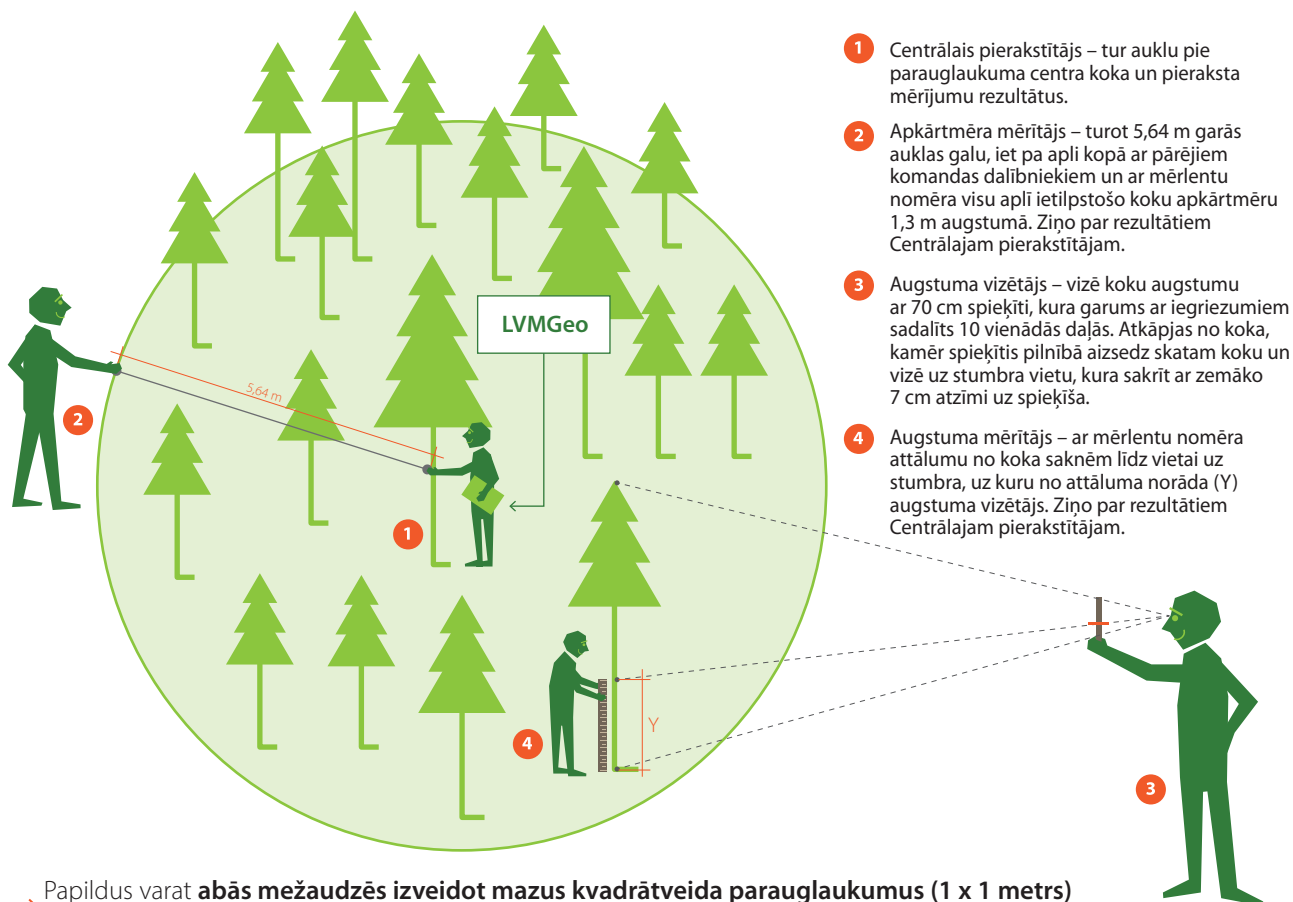 1 Centrālais pierakstītājs – tur auklu pie
parauglaukuma centra koka un pieraksta
mērījumu rezultātus.
2 Apkārtmēra mērītājs – turot 5,64 m garās
auklas galu, iet pa apli kopā ar pārējiem
komandas dalībniekiem un ar mērlentu
nomēra visu aplī ietilpstošo koku apkārtmēru
1,3 m augstumā. Ziņo par rezultātiem
Centrālajam pierakstītājam.
3 Augstuma vizētājs – vizē koku augstumu
ar 70 cm spieķīti, kura garums ar iegriezumiem
sadalīts 10 vienādās daļās. Atkāpjas no koka,
kamēr spieķītis pilnībā aizsedz skatam koku un
vizē uz stumbra vietu, kura sakrīt ar zemāko
7 cm atzīmi uz spieķīša.
4 Augstuma mērītājs – ar mērlentu nomēra
attālumu no koka saknēm līdz vietai uz
stumbra, uz kuru no attāluma norāda (Y)
augstuma vizētājs. Ziņo par rezultātiem
Centrālajam pierakstītājam.
LVMGeo
5,64 m
2
1
Y
4
3
Papildus varat abās mežaudzēs izveidot mazus kvadrātveida parauglaukumus (1 x 1 metrs)